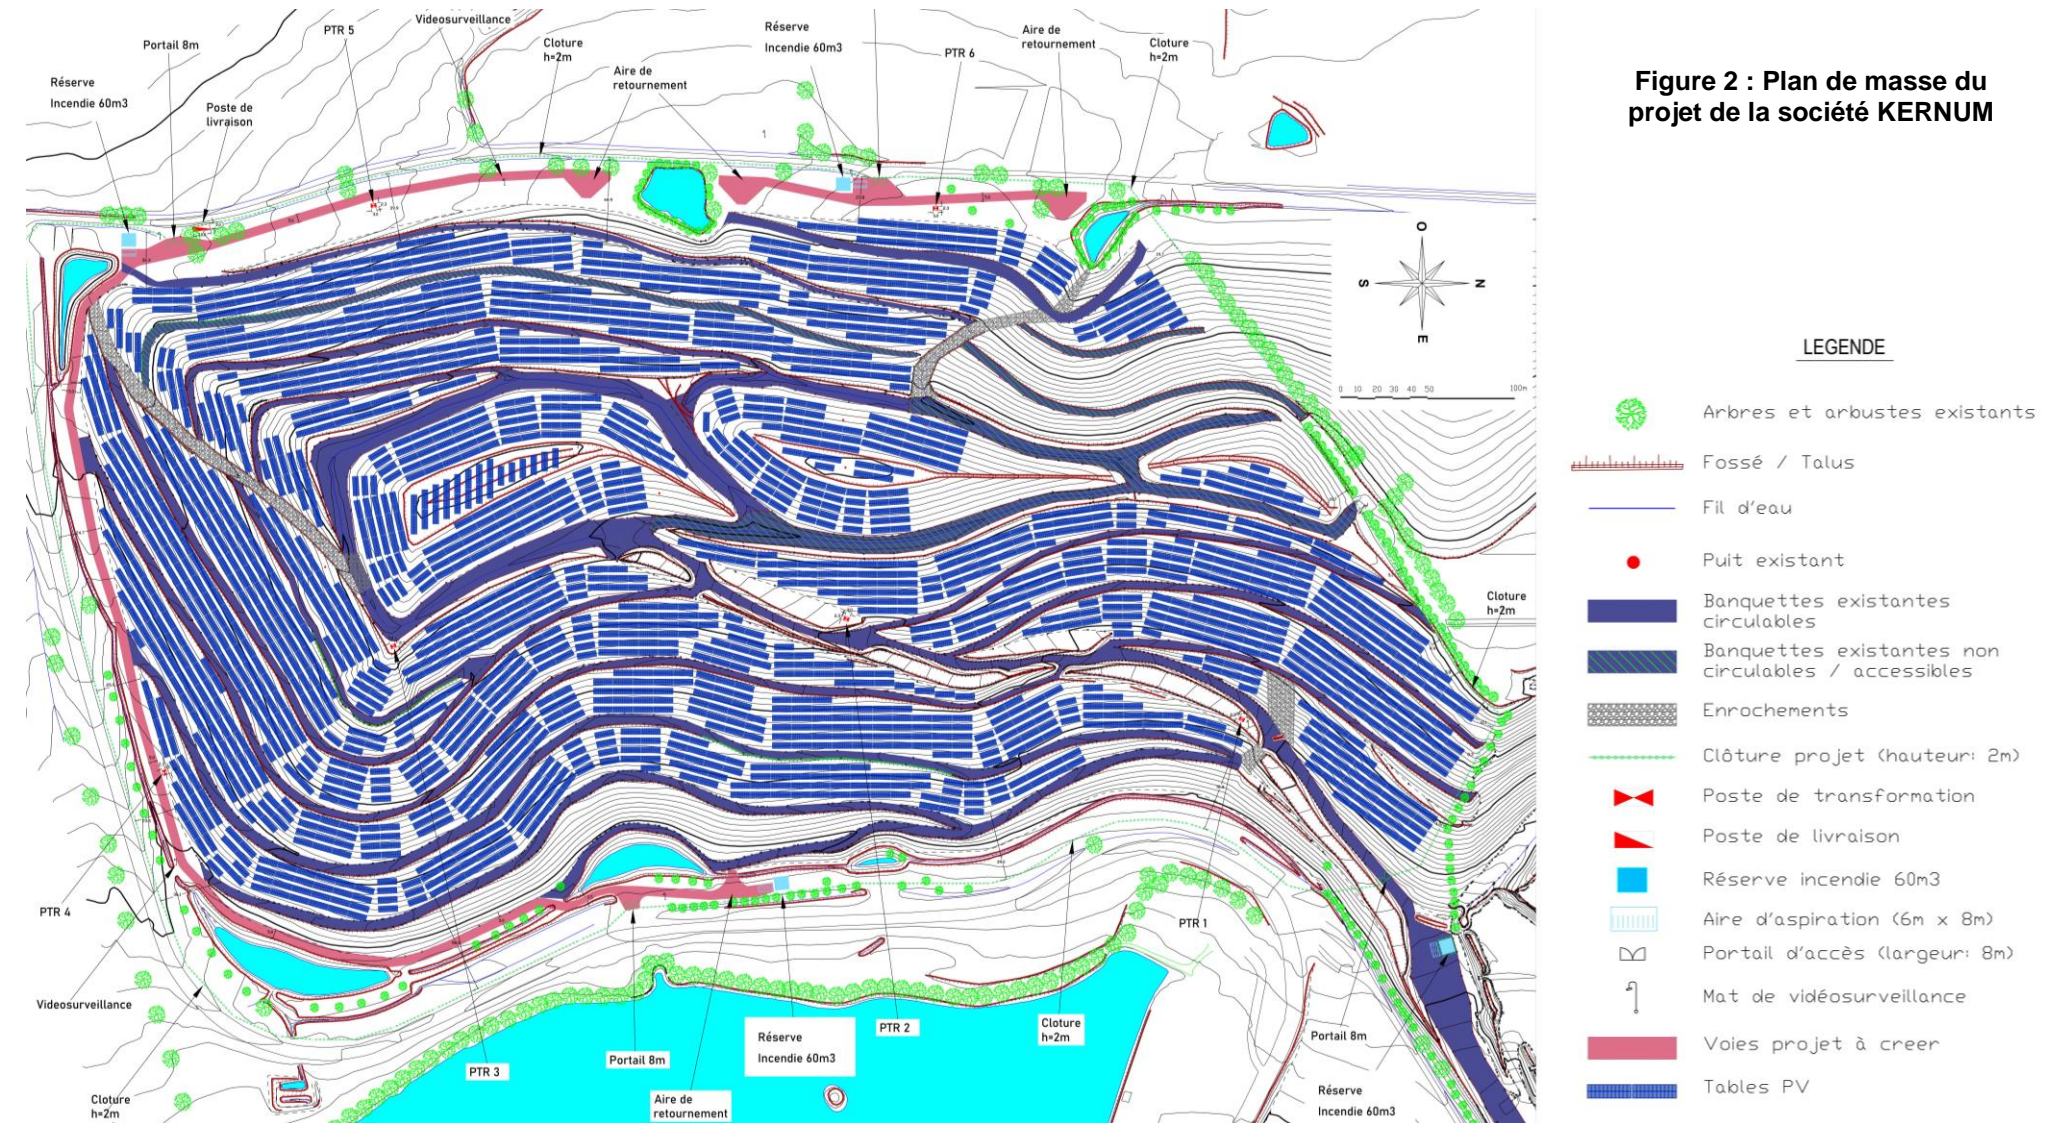 Videosurveillance
Portail 8m
PTR 5
Cloture
h=2m
Réserve
Incendie 60m3
Aire de
retournement
PTR 6
Cloture
h=2m
Réserve
Incendie 60m3
Poste de
livraison
Aire de
retournement
Figure 2 : Plan de masse du
projet de la société KERNUM
1
O
S
N
E
0 10 20 30 40 50 100m
LEGENDE
Arbres et arbustes existants
Fossé / Talus
Fil d'eau
Puit existant
Banquettes existantes
circulables
Banquettes existantes non
circulables / accessibles
Enrochements
Clôture projet (hauteur: 2m)
Poste de transformation
Poste de livraison
Réserve incendie 60m3
Aire d'aspiration (6m x 8m)
Portail d'accès (largeur: 8m)
Mat de vidéosurveillance
Voies projet à creer
Tables PV
Cloture
h=2m
PTR 4
Videosurveillance
Cloture
h=2m
PTR 3
Portail 8m
Aire de
retournement
Réserve
Incendie 60m3
PTR 2
Cloture
h=2m
PTR 1
Portail 8m
Réserve
Incendie 60m3